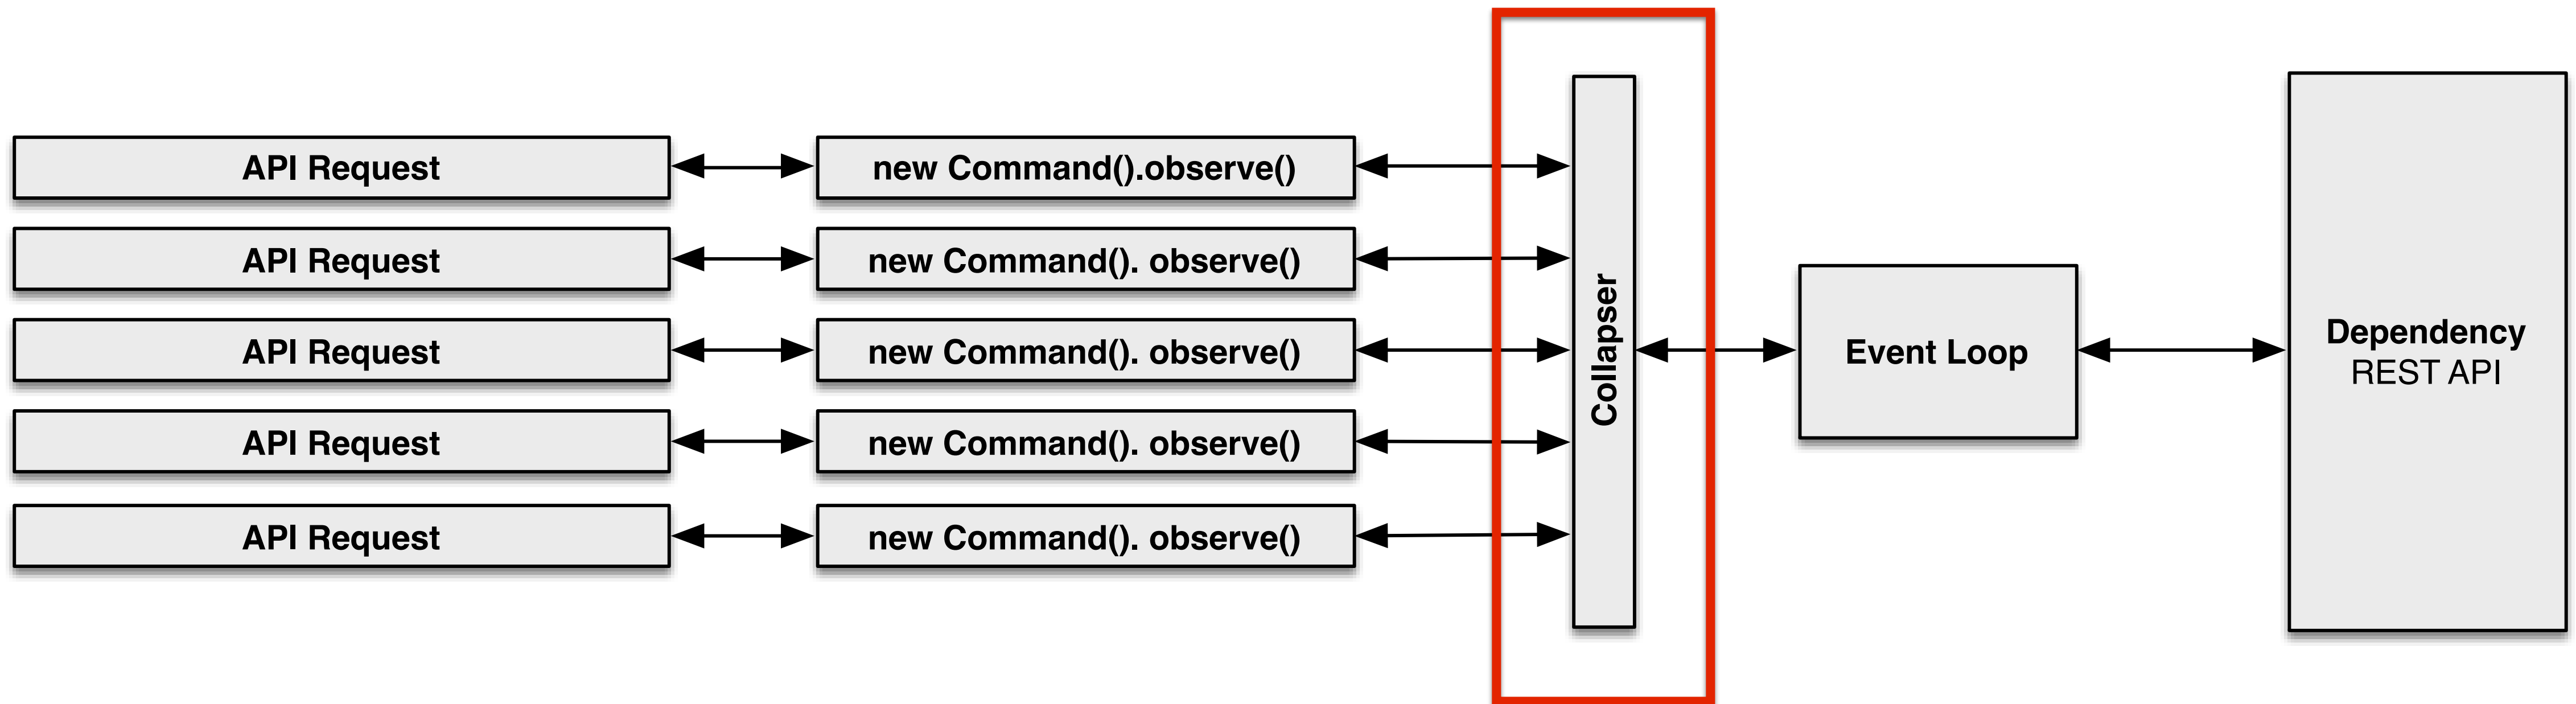 API Request
new Command().observe()
API Request
new Command(). observe()
API Request
new Command(). observe()
API Request
new Command(). observe()
API Request
new Command(). observe()
Collapser
Event Loop
Dependency
REST API